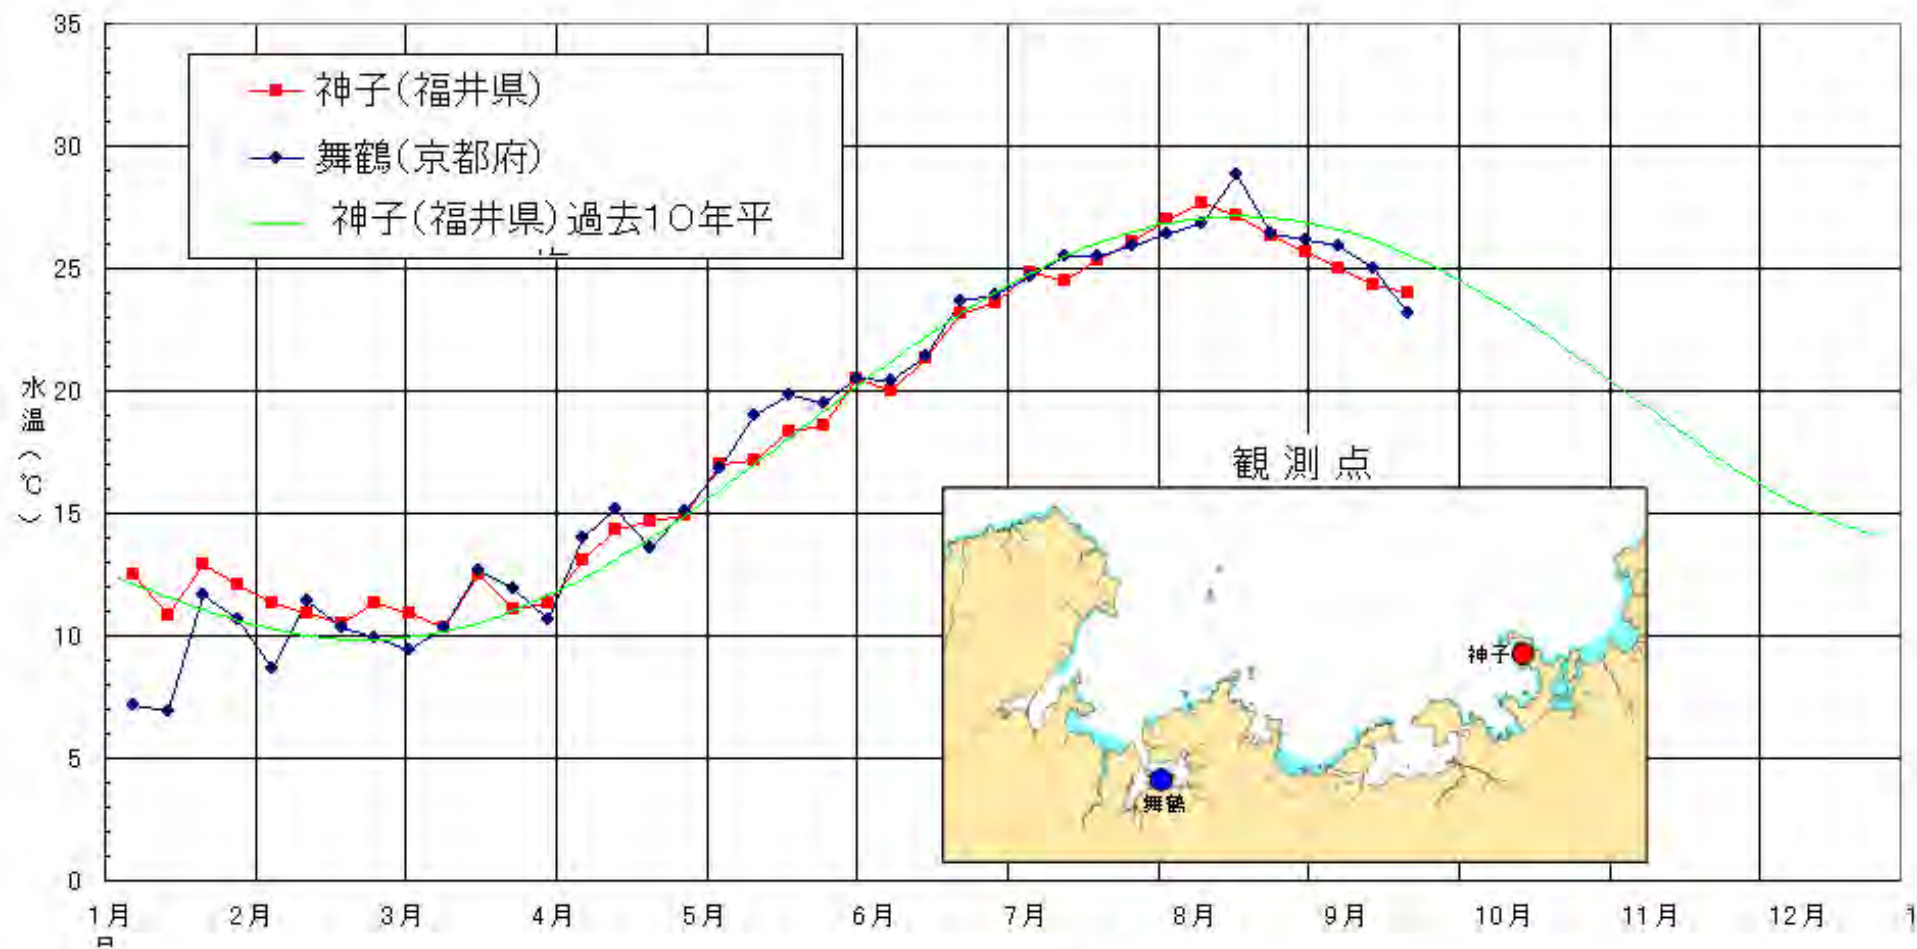 35
30
25
20
15
10
5
0
水温(℃)
神子(福井県)
舞鶴(京都府)
神子(福井県)過去10年平
観測点
神子
舞鶴
1月 2月 3月 4月 5月 6月 7月 8月 9月 10月 11月 12月 1